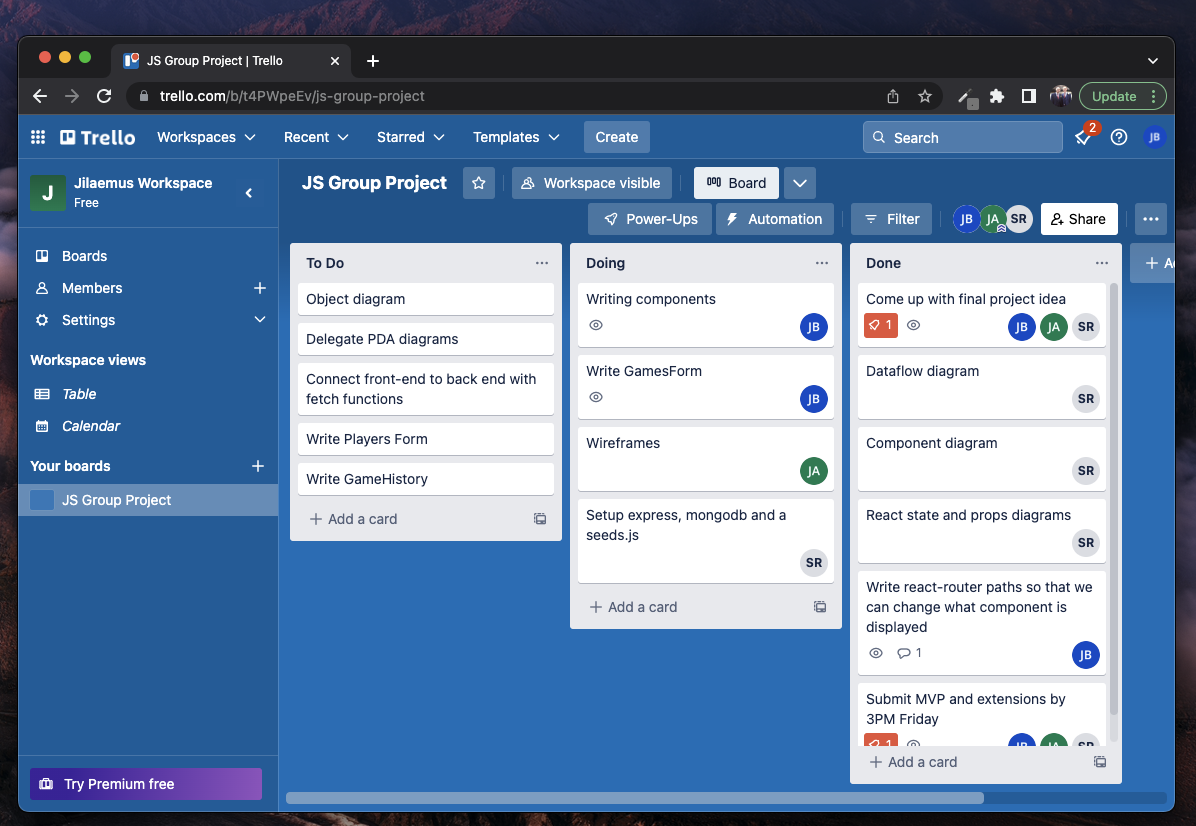 JS Group Project | Trello
trello.com/b/t4PWpeEv/js-group-project
Update
Trello
Workspaces
Recent
Starred
Templates
Create
Search
2
JB
J
Jilaemus Workspace
Free
JS Group Project
Workspace visible
Board
Power-Ups
Automation
Filter
JB
JA
SR
Share
Boards
Members
Settings
Workspace views
Table
Calendar
Your boards
JS Group Project
Try Premium free
To Do
Object diagram
Delegate PDA diagrams
Connect front-end to back end with
fetch functions
Write Players Form
Write GameHistory
Add a card
Doing
Writing components
JB
Write GamesForm
JB
Wireframes
JA
Setup express, mongodb and a
seeds.js
SR
Add a card
Done
Come up with final project idea
1
JB
JA
SR
Dataflow diagram
SR
Component diagram
SR
React state and props diagrams
SR
Write react-router paths so that we
can change what component is
displayed
1
JB
Submit MVP and extensions by
3PM Friday
1
JB
JA
SR
Add a card